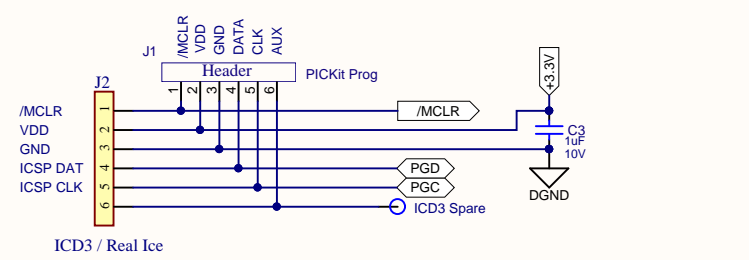 /MCLR
VDD
GND
DATA
CLK
AUX
J1
Header
PICKit Prog
1
2
3
4
5
6
+3.3V
J2
/MCLR
1
/MCLR
VDD
2
C3
1uF
10V
GND
3
ICSP DAT
4
PGD
DGND
ICSP CLK
5
PGC
6
ICD3 Spare
ICD3 / Real Ice